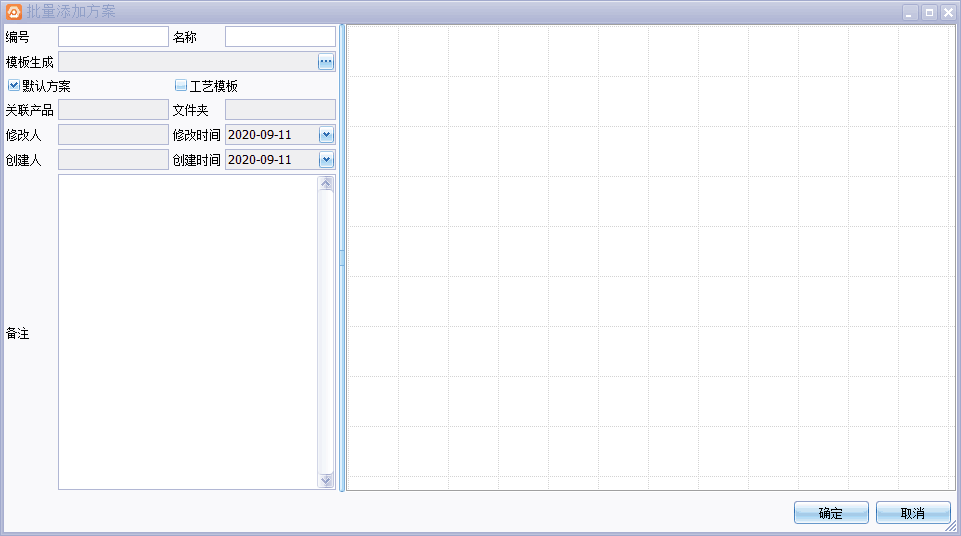 批量添加方案
编号 名称
模板生成
默认方案 工艺模板
关联产品 文件夹
修改人 修改时间 2020-09-11
创建人 创建时间 2020-09-11
备注
确定 取消